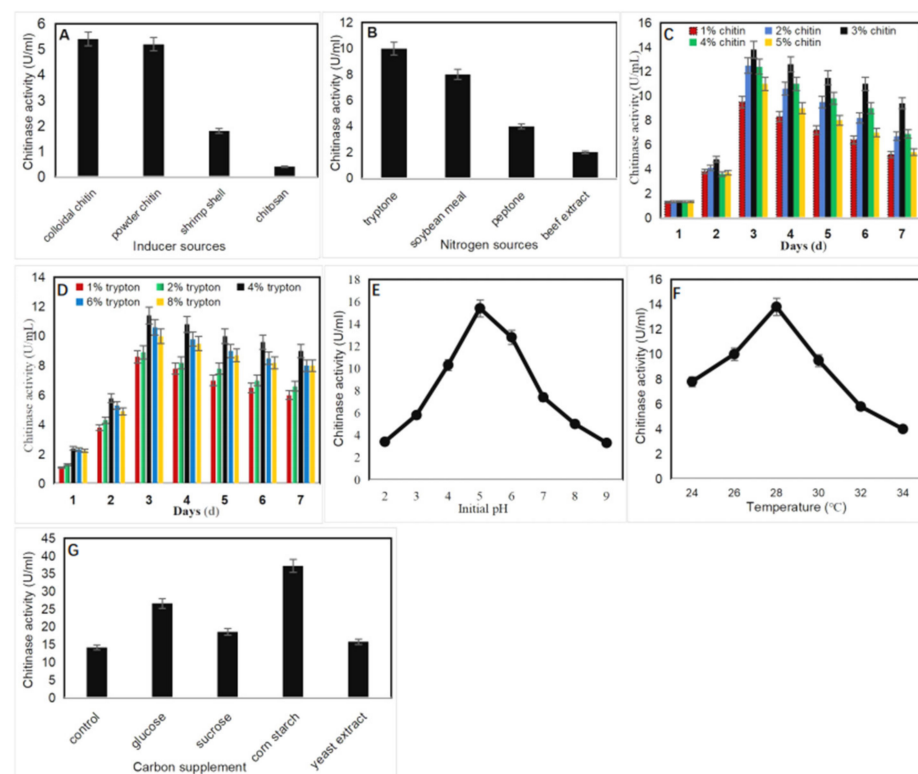 A
Chitinase activity (U/ml)
6
5
4
3
2
1
0
colloidal chitin
powder chitin
shrimp shell
chitosan
Inducer sources
B
Chitinase activity (U/ml)
12
10
8
6
4
2
0
tryptone
soybean meal
peptone
beef extract
Nitrogen sources
C
1% chitin 2% chitin 3% chitin
4% chitin 5% chitin
Chitinase activity (U/mL)
16
14
12
10
8
6
4
2
0
1 2 3 4 5 6 7
Days (d)
D
1% trypton 2% trypton 4% trypton
6% trypton 8% trypton
Chitinase activity (U/mL)
14
12
10
8
6
4
2
0
1 2 3 4 5 6 7
Days (d)
E
Chitinase activity (U/ml)
18
16
14
12
10
8
6
4
2
0
2 3 4 5 6 7 8 9
Initial pH
F
Chitinase activity (U/ml)
16
14
12
10
8
6
4
2
0
24 26 28 30 32 34
Temperature (°C)
G
Chitinase activity (U/ml)
45
40
35
30
25
20
15
10
5
0
control
glucose
sucrose
corn starch
yeast extract
Carbon supplement